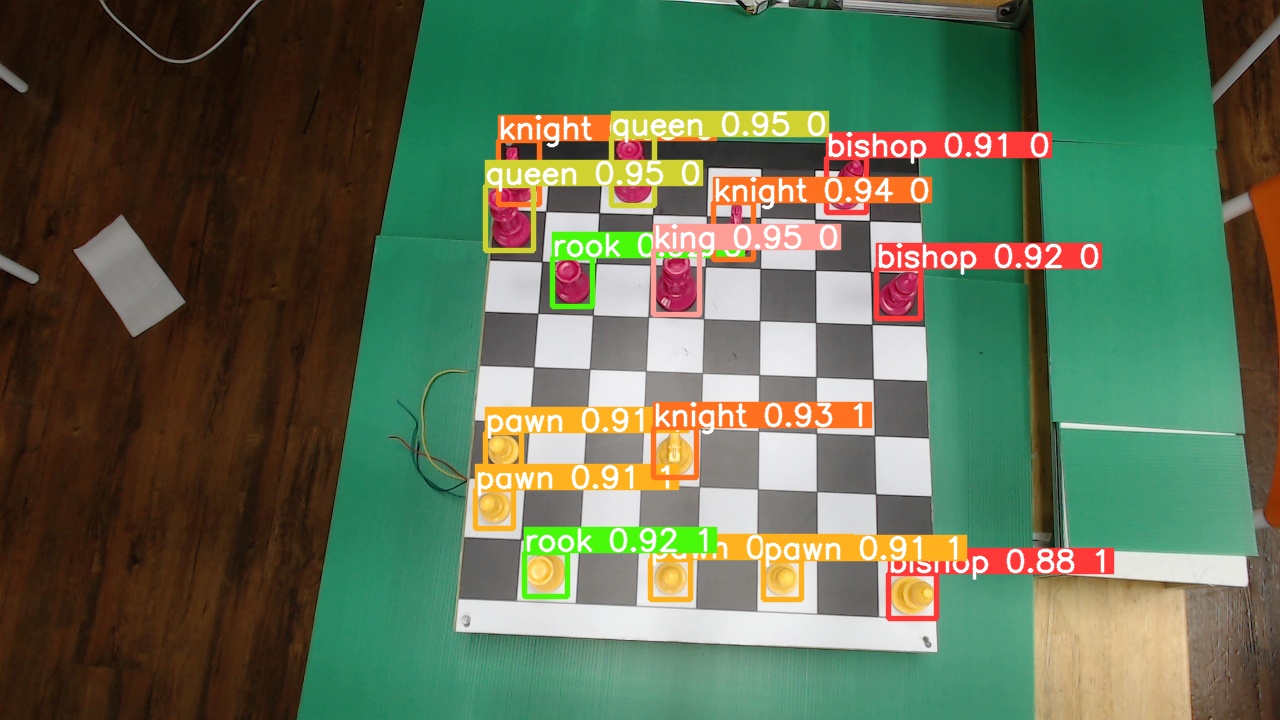 knight
queen 0.95 0
bishop 0.91 0
queen 0.95 0
knight 0.94 0
rook
king 0.95 0
bishop 0.92 0
pawn 0.91
knight 0.93 1
pawn 0.91 1
rook 0.92 1
pawn 0.91 1
bishop 0.88 1